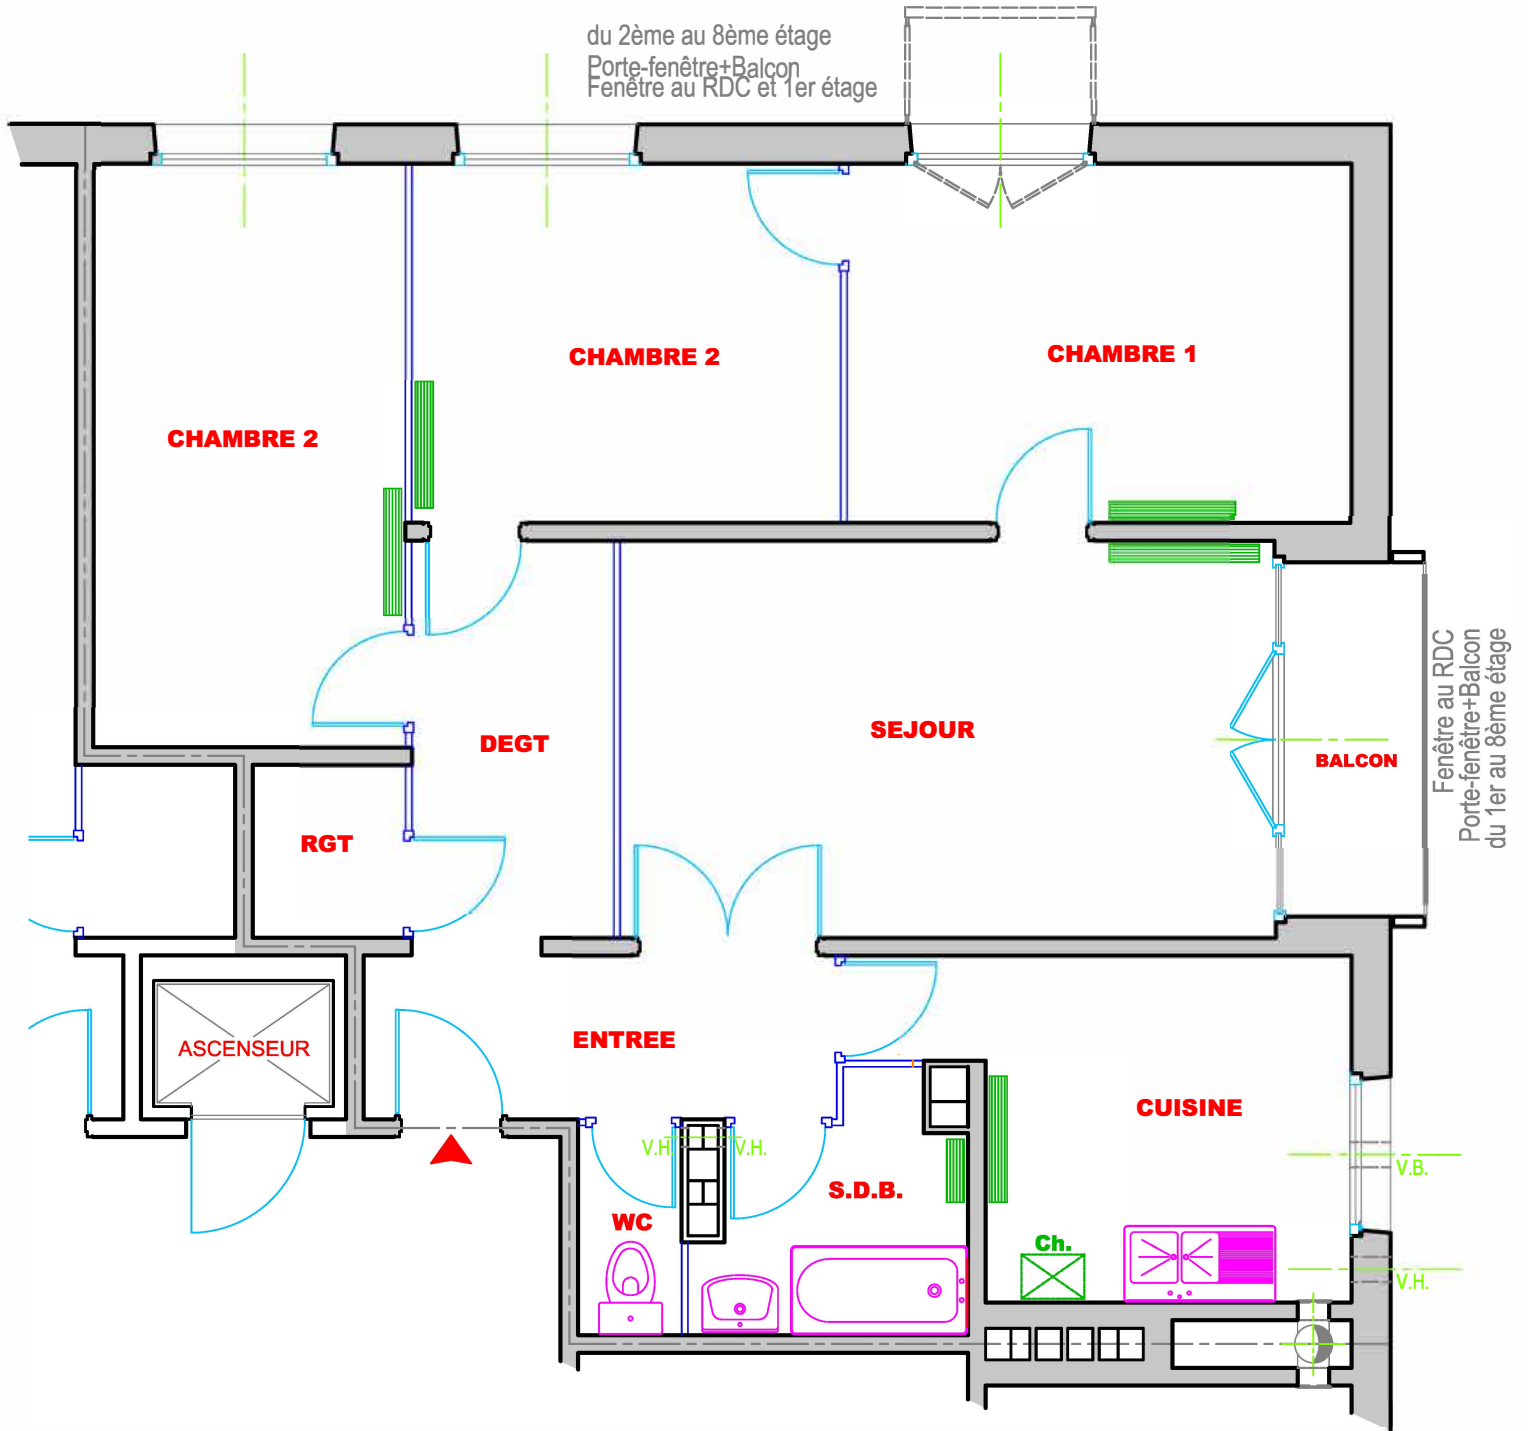 du 2ème au 8ème étage
Porte-fenêtre+Balcon
Fenêtre au RDC et 1er étage
CHAMBRE 2
CHAMBRE 1
CHAMBRE 2
Fenêtre au RDC
Porte-fenêtre+Balcon
du 1er au 8ème étage
SEJOUR
DEGT
BALCON
RGT
ENTREE
ASCENSEUR
CUISINE
V.H.
V.H.
V.B.
S.D.B.
WC
Ch.
V.H.